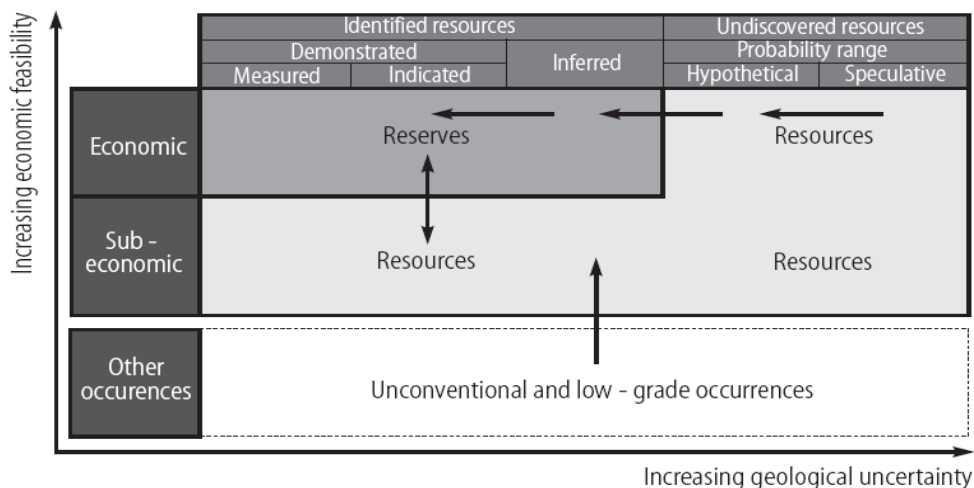 Increasing economic feasibility
Identified resources
Undiscovered resources
Demonstrated
Inferred
Probability range
Measured
Indicated
Hypothetical
Speculative
Economic
Reserves
Resources
Sub -
economic
Resources
Resources
Other
occurences
Unconventional and low - grade occurrences
Increasing geological uncertainty